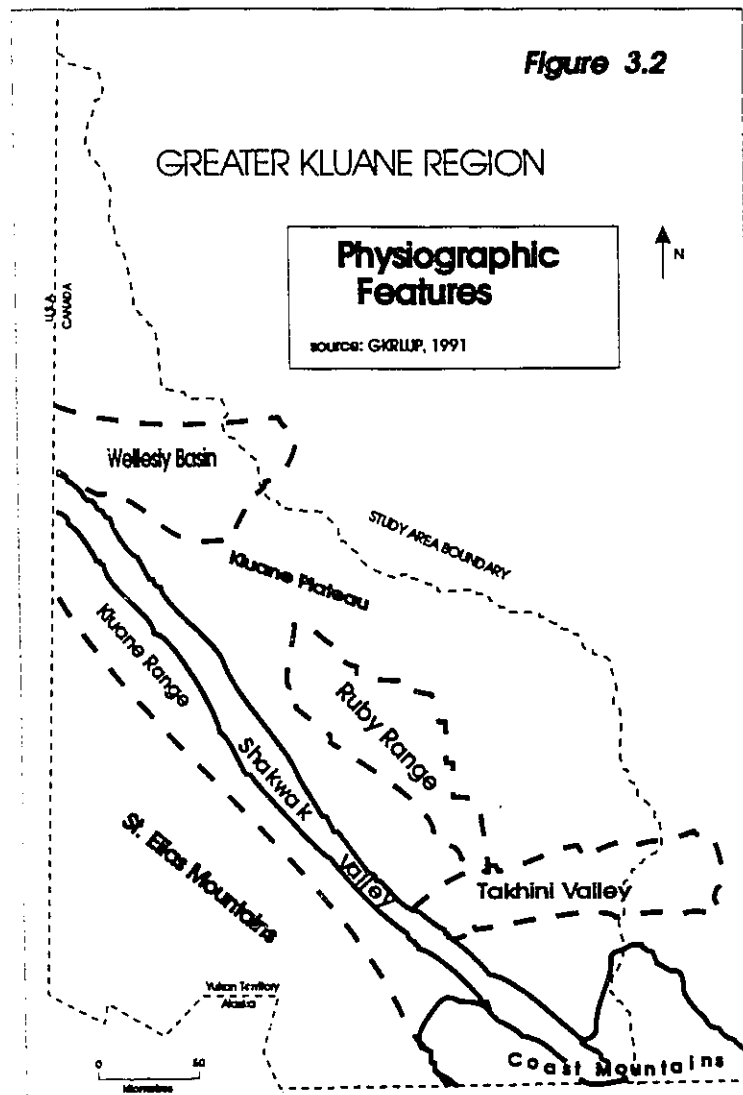 Figure 3.2
GREATER KLUANE REGION
Physiographic
Features
source: GKRLUP, 1991
N
U.S.A.
CANADA
Wellesly Basin
STUDY AREA BOUNDARY
Kluane Plateau
Kluane Range
Ruby Range
Shakwak
Valley
St. Elias Mountains
Takhini Valley
Yukon Territory
Alaska
Coast Mountains
0 50
kilometres